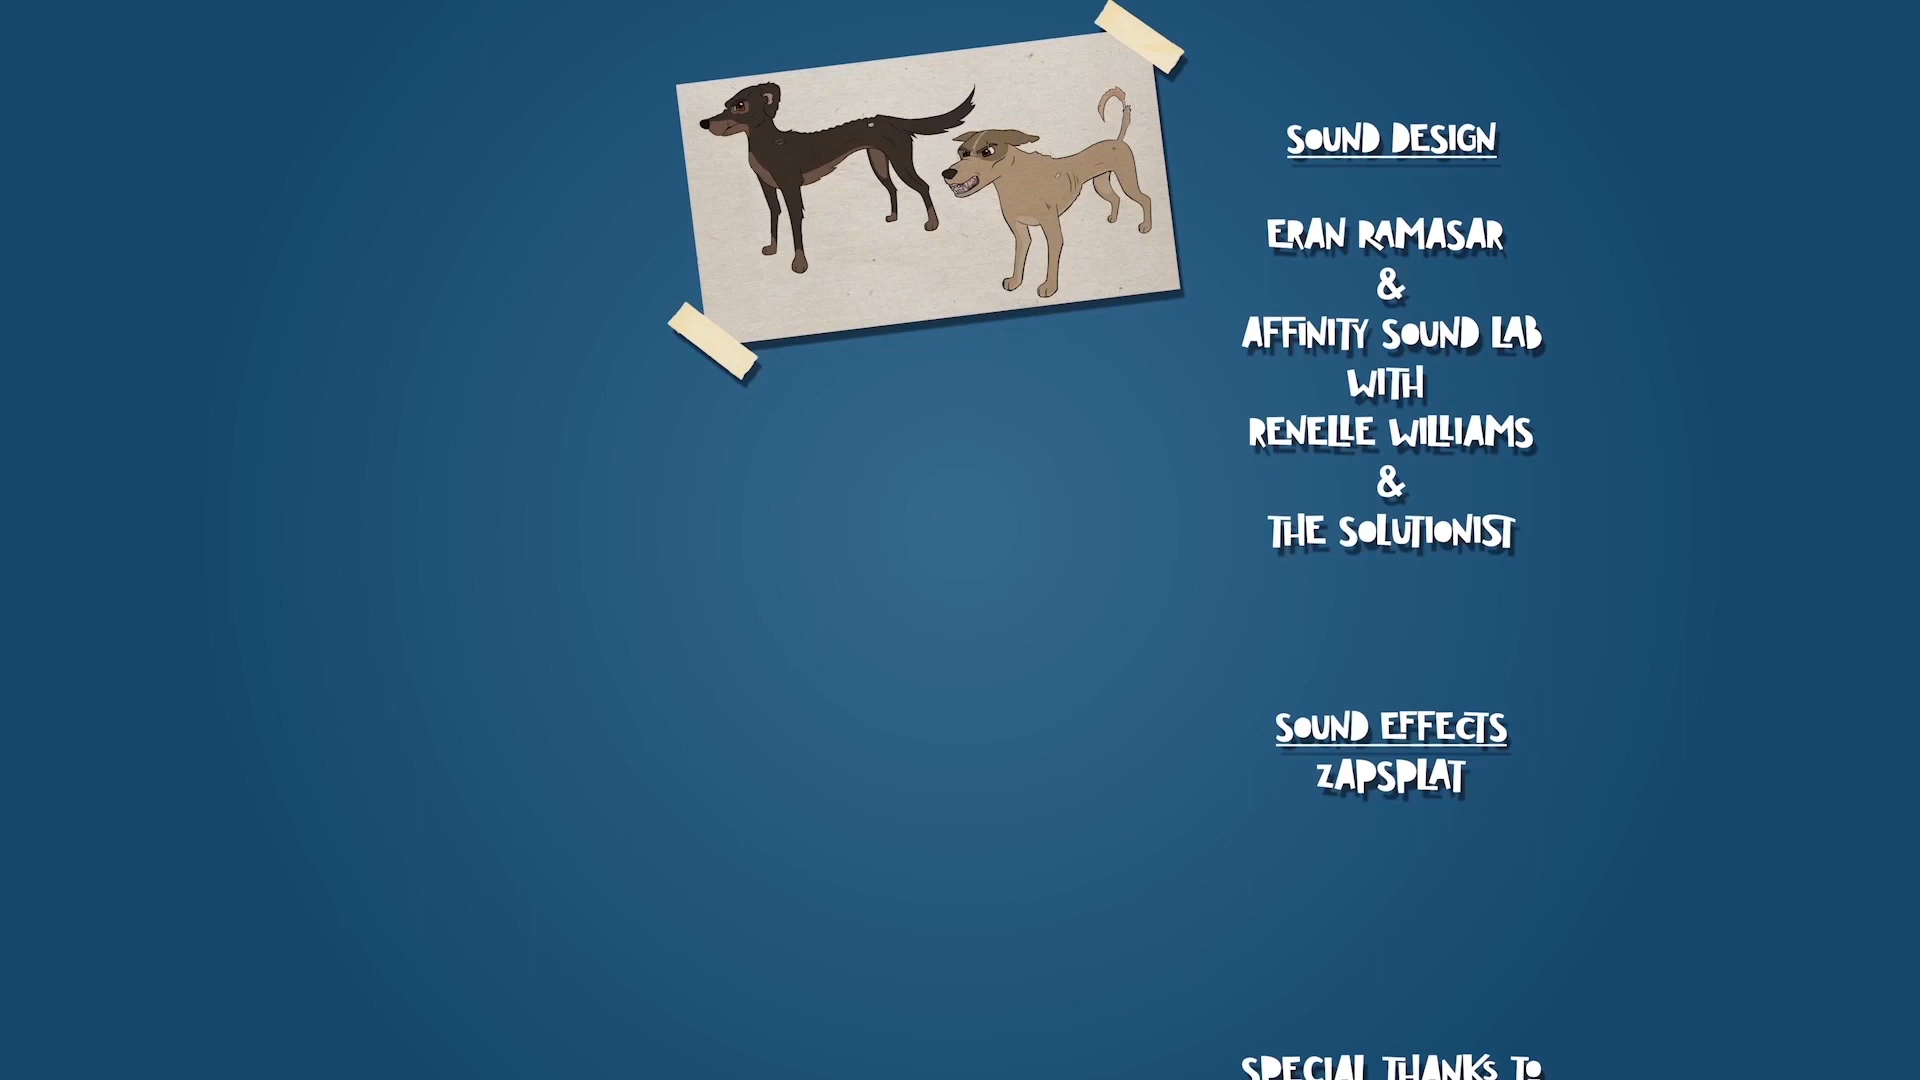 SOUND DESIGN
ERAN RAMASAR
&
AFFINITY SOUND LAB
WITH
RENELLE WILLIAMS
&
THE SOLUTIONIST
SOUND EFFECTS
ZAPSPLAT
SPECIAL THANKS TO